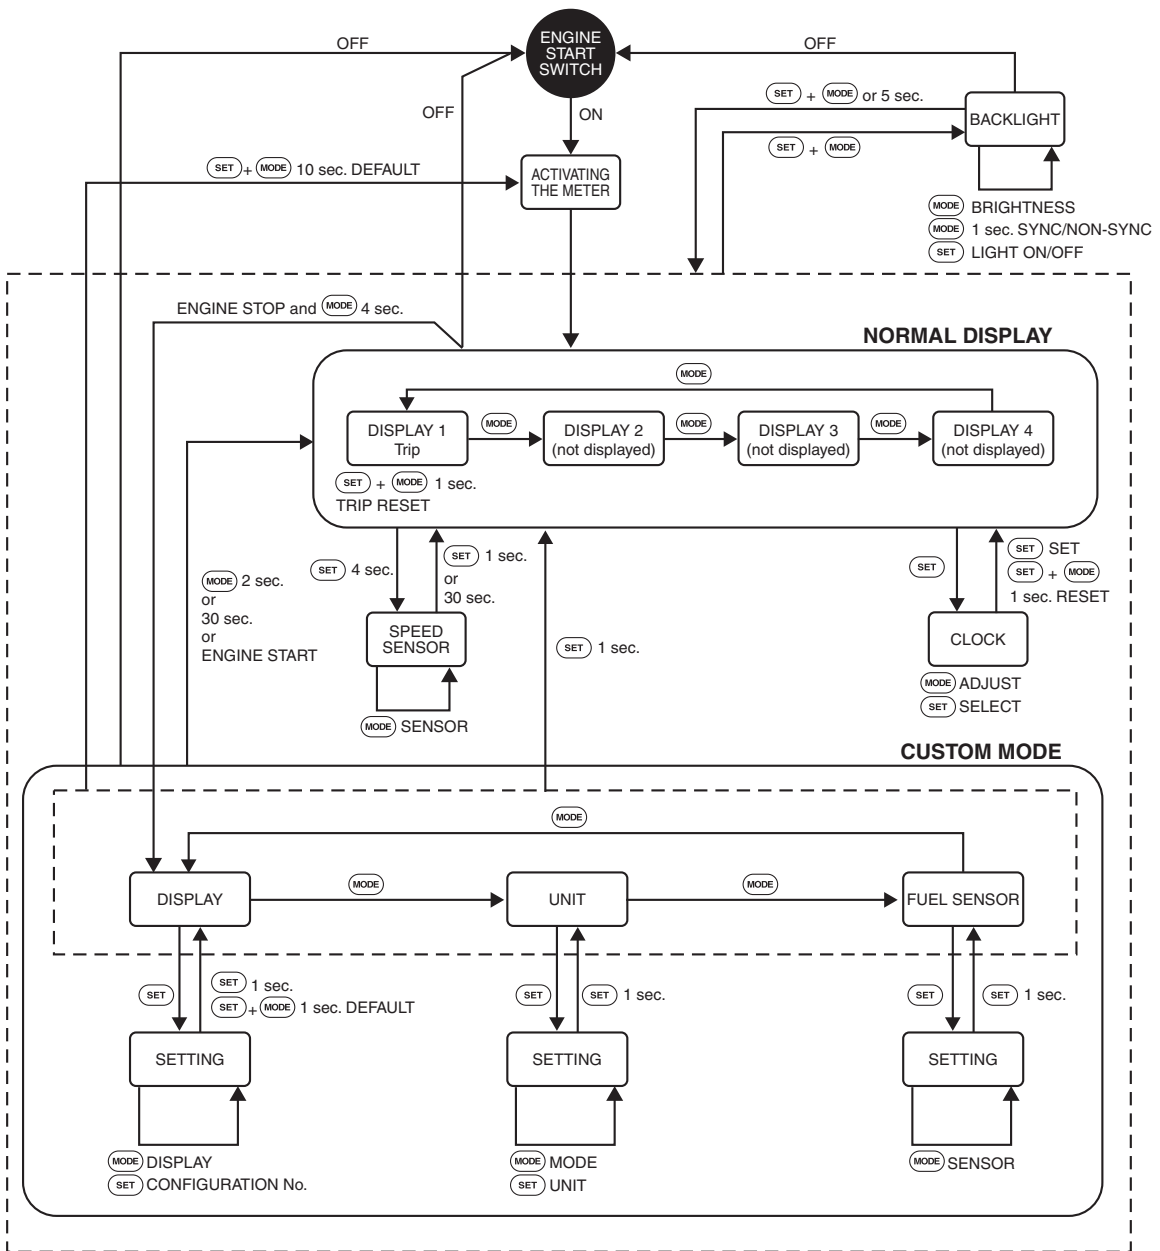 OFF
ENGINE
START
SWITCH
OFF
SET + MODE or 5 sec.
BACKLIGHT
OFF
ON
SET + MODE
SET + MODE 10 sec. DEFAULT
ACTIVATING
THE METER
MODE BRIGHTNESS
MODE 1 sec. SYNC/NON-SYNC
SET LIGHT ON/OFF
ENGINE STOP and MODE 4 sec.
NORMAL DISPLAY
MODE
DISPLAY 1
Trip
MODE
DISPLAY 2
(not displayed)
MODE
DISPLAY 3
(not displayed)
MODE
DISPLAY 4
(not displayed)
SET + MODE 1 sec.
TRIP RESET
MODE 2 sec.
or
30 sec.
or
ENGINE START
SET 4 sec.
SET 1 sec.
or
30 sec.
SPEED
SENSOR
MODE SENSOR
SET 1 sec.
SET
SET SET
SET + MODE
1 sec. RESET
CLOCK
MODE ADJUST
SET SELECT
CUSTOM MODE
MODE
DISPLAY
MODE
UNIT
MODE
FUEL SENSOR
SET
SET 1 sec.
SET + MODE 1 sec. DEFAULT
SET
SET 1 sec.
SET
SET 1 sec.
SETTING
SETTING
SETTING
MODE DISPLAY
SET CONFIGURATION No.
MODE MODE
SET UNIT
MODE SENSOR